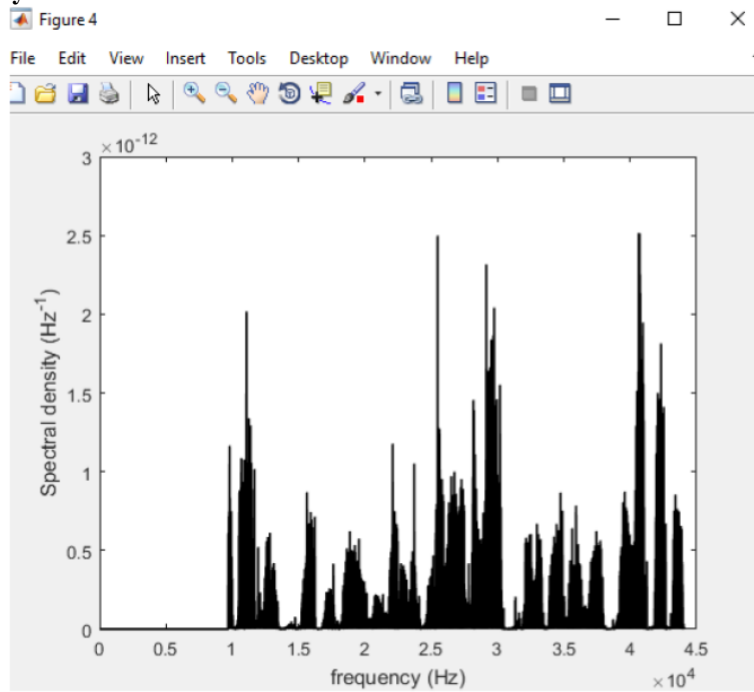 Figure 4
File Edit View Insert Tools Desktop Window Help
×10^-12
3
2.5
2
1.5
1
0.5
0
Spectral density (Hz^-1)
0 0.5 1 1.5 2 2.5 3 3.5 4 4.5
frequency (Hz)
×10^4